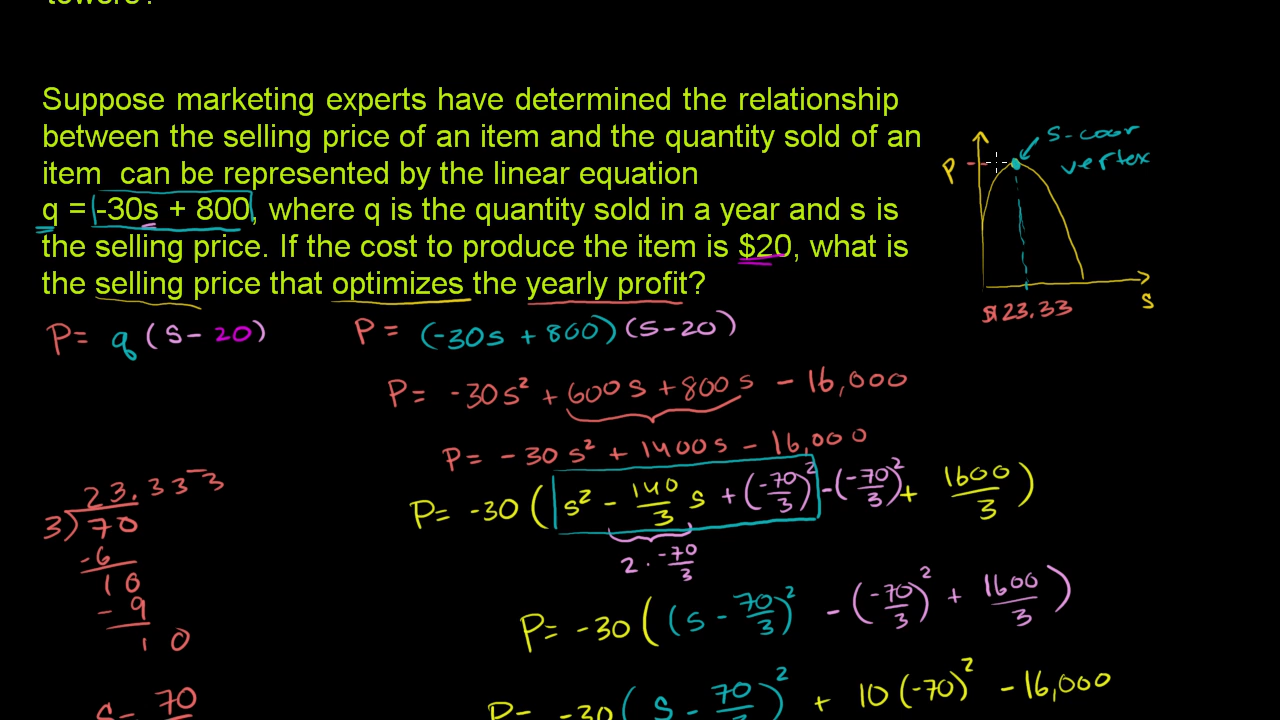 Suppose marketing experts have determined the relationship
between the selling price of an item and the quantity sold of an
item can be represented by the linear equation
q = -30s + 800, where q is the quantity sold in a year and s is
the selling price. If the cost to produce the item is $20, what is
the selling price that optimizes the yearly profit?
S-coor
vertex
P
$23.33
s
P = q (s - 20)
P = (-30s + 800)(s-20)
P = -30s² + 600s + 800s - 16,000
P = -30s² + 1400s - 16,000
P = -30 ( s² - 140/3 s + (-70/3)² - (-70/3)² + 1600/3 )
2 · -70/3
P = -30 ( (s - 70/3)² - (-70/3)² + 1600/3 )
P = -30 ( s - 70/3 )² + 10 (-70)² - 16,000
23.333
3)70
-6
10
- 9
10
s - 70